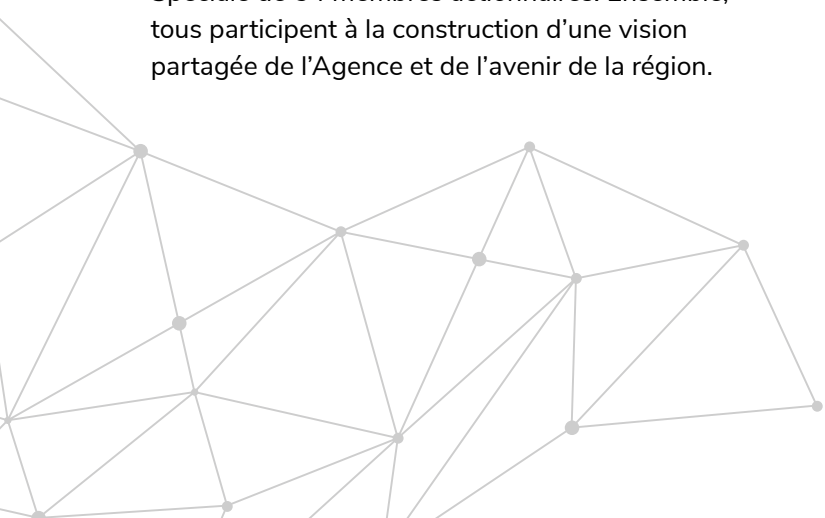 tous participent à la construction d’une vision
partagée de l’Agence et de l’avenir de la région.